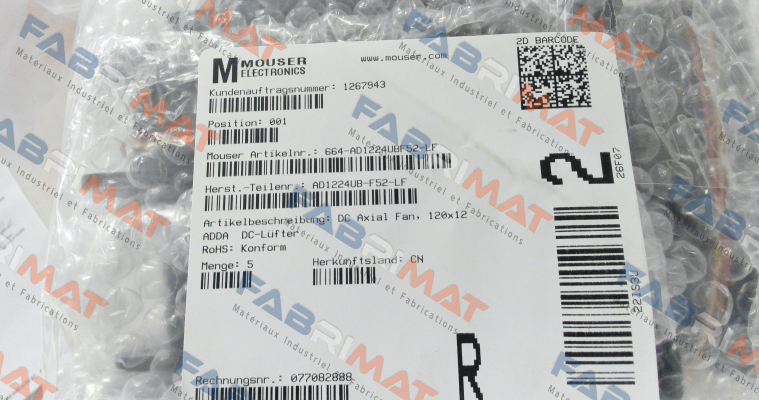 2D BARCODE
MOUSER ELECTRONICS
www.mouser.com
Kundenauftragsnummer: 1267943
Position: 001
Mouser Artikelnr.: 664-AD1224UBF52-LF
Herst.-Teilenr.: AD1224UB-F52-LF
Artikelbeschreibung: DC Axial Fan, 120x12
ADDA DC-Lüfter
RoHS: Konform
Menge: 5
Herkunftsland: CN
Rechnungsnr.: 077082888
2
26F07
221S3U
R
FABRIMAT
Matériaux Industriel et Fabrications